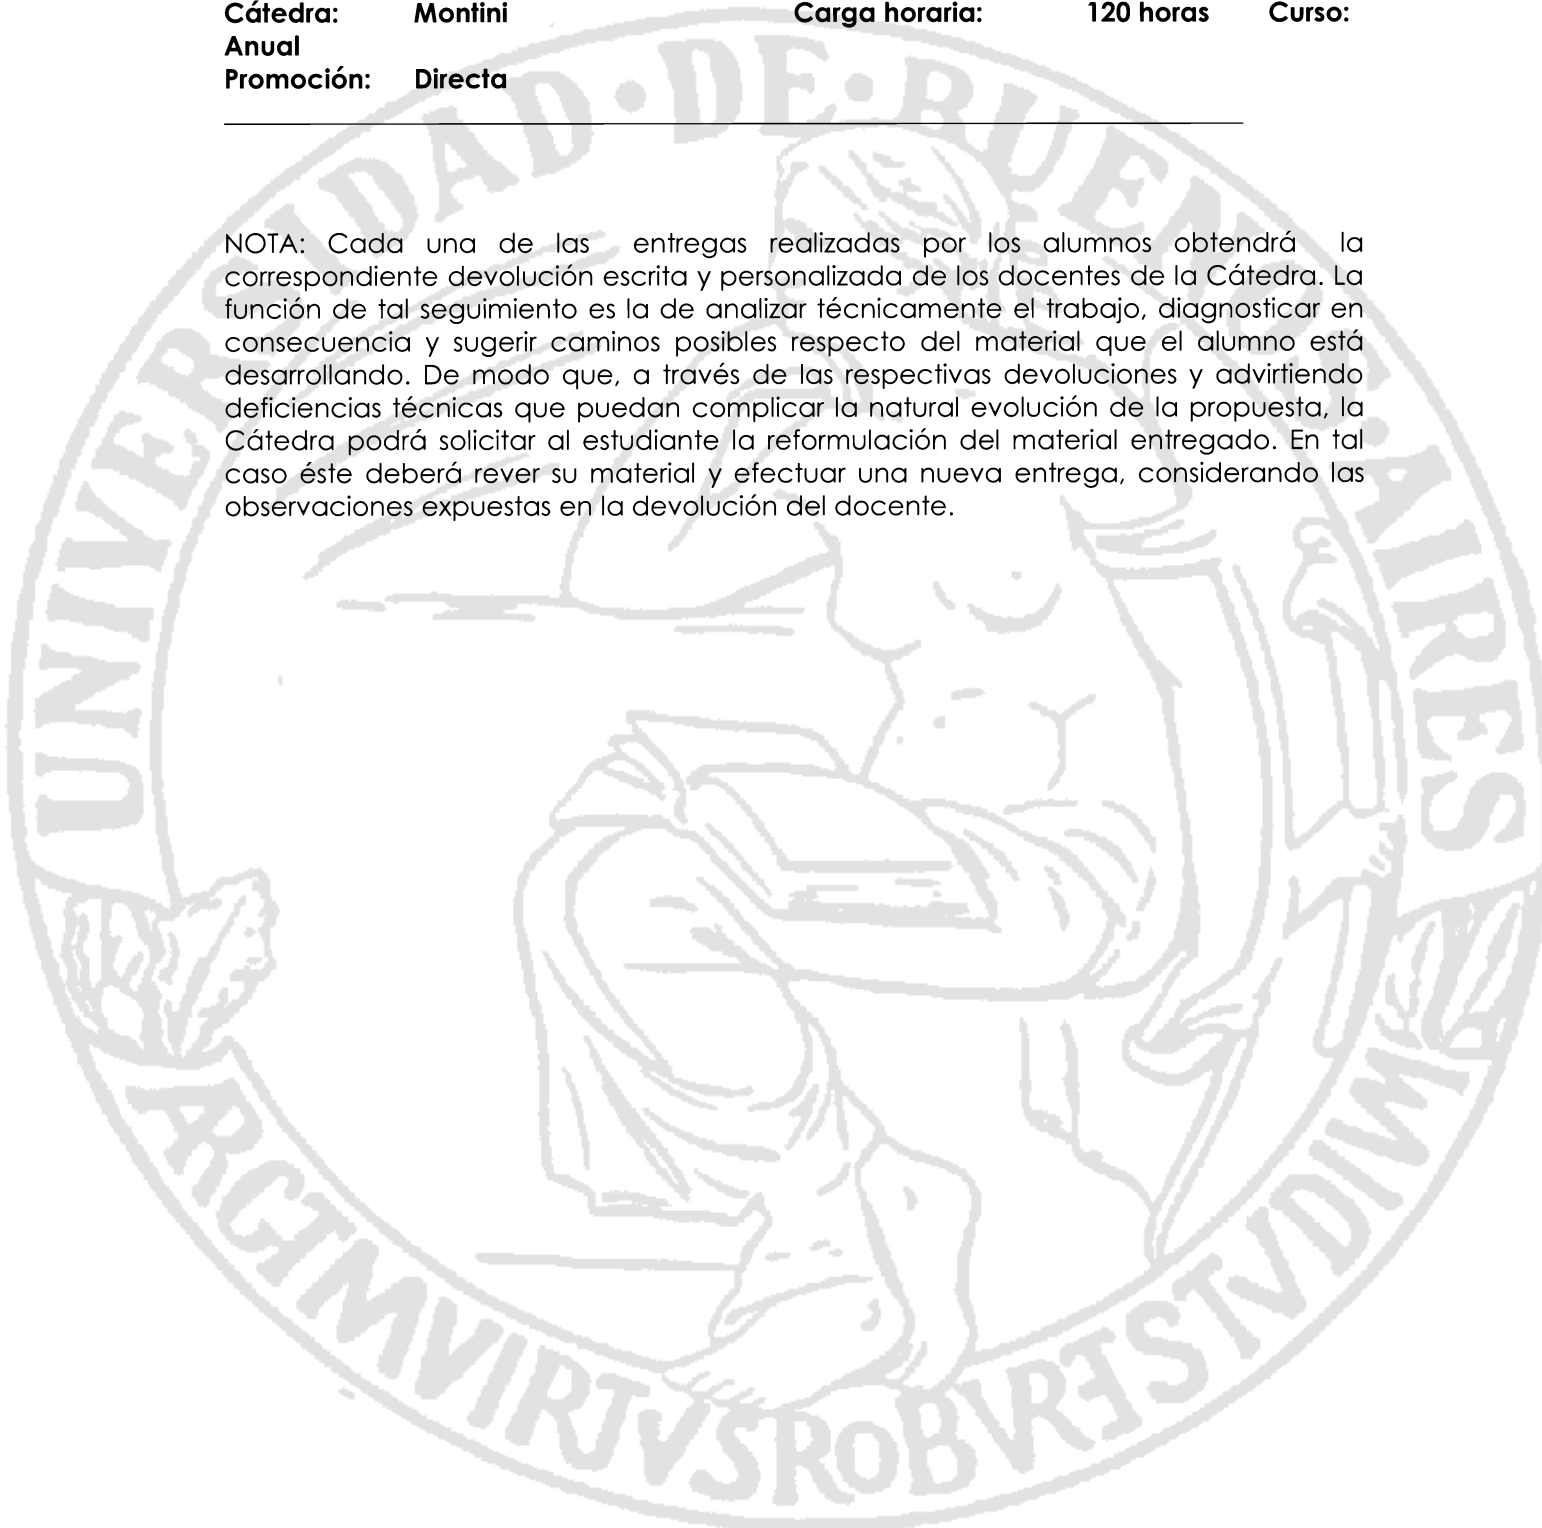 Cátedra: Montini Carga horaria: 120 horas Curso:
Anual
Promoción: Directa
NOTA: Cada una de las entregas realizadas por los alumnos obtendrá la
correspondiente devolución escrita y personalizada de los docentes de la Cátedra. La
función de tal seguimiento es la de analizar técnicamente el trabajo, diagnosticar en
consecuencia y sugerir caminos posibles respecto del material que el alumno está
desarrollando. De modo que, a través de las respectivas devoluciones y advirtiendo
deficiencias técnicas que puedan complicar la natural evolución de la propuesta, la
Cátedra podrá solicitar al estudiante la reformulación del material entregado. En tal
caso éste deberá rever su material y efectuar una nueva entrega, considerando las
observaciones expuestas en la devolución del docente.
UNIVERSIDAD·DE·BUENOS·AIRES
ARGTMVIRTVSROBVRETSTVDIVM